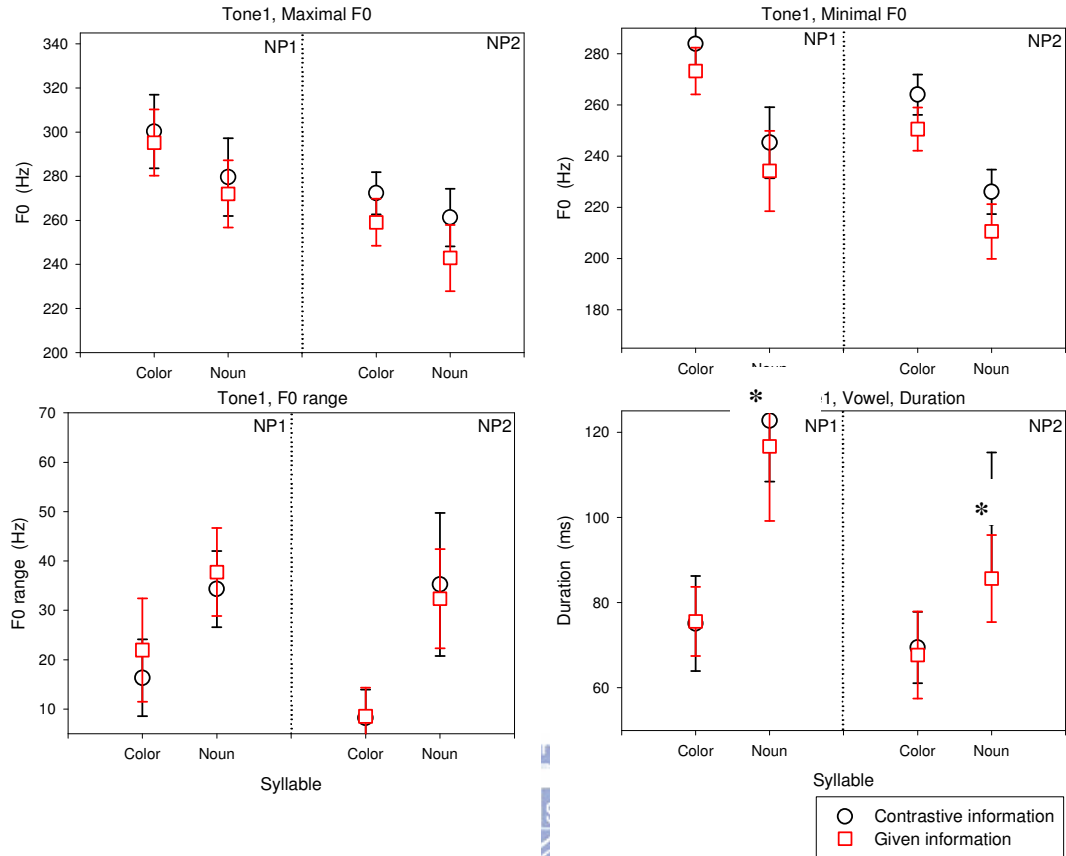 Tone1, Maximal F0
NP1
NP2
F0 (Hz)
340
320
300
280
260
240
220
200
Color
Noun
Color
Noun
Tone1, Minimal F0
NP1
NP2
F0 (Hz)
280
260
240
220
200
180
Color
Color
Noun
Tone1, F0 range
NP1
NP2
F0 range (Hz)
70
60
50
40
30
20
10
Color
Noun
Color
Noun
Syllable
*
1, Vowel, Duration
NP1
NP2
*
Duration (ms)
120
100
80
60
Color
Noun
Color
Noun
Syllable
Contrastive information
Given information